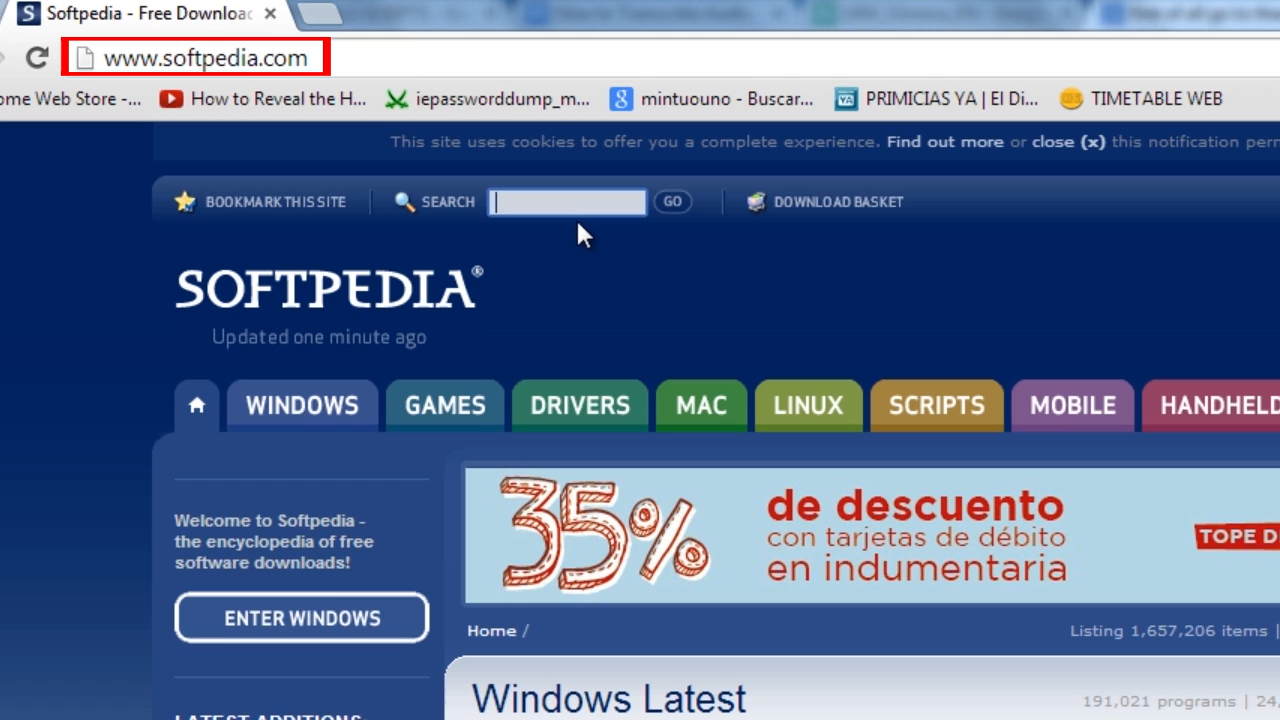 Softpedia - Free Downloac
www.softpedia.com
ome Web Store -... How to Reveal the H... iepassworddump_m... mintuouno - Buscar... PRIMICIAS YA | El Di... TIMETABLE WEB
This site uses cookies to offer you a complete experience. Find out more or close (x) this notification perr
BOOKMARK THIS SITE SEARCH GO DOWNLOAD BASKET
SOFTPEDIA®
Updated one minute ago
WINDOWS GAMES DRIVERS MAC LINUX SCRIPTS MOBILE HANDHELD
Welcome to Softpedia -
the encyclopedia of free
software downloads!
ENTER WINDOWS
LATEST ADDITIONS
35%
de descuento
con tarjetas de débito
en indumentaria
TOPE D
Home /
Listing 1,657,206 items |
Windows Latest
191,021 programs | 24,